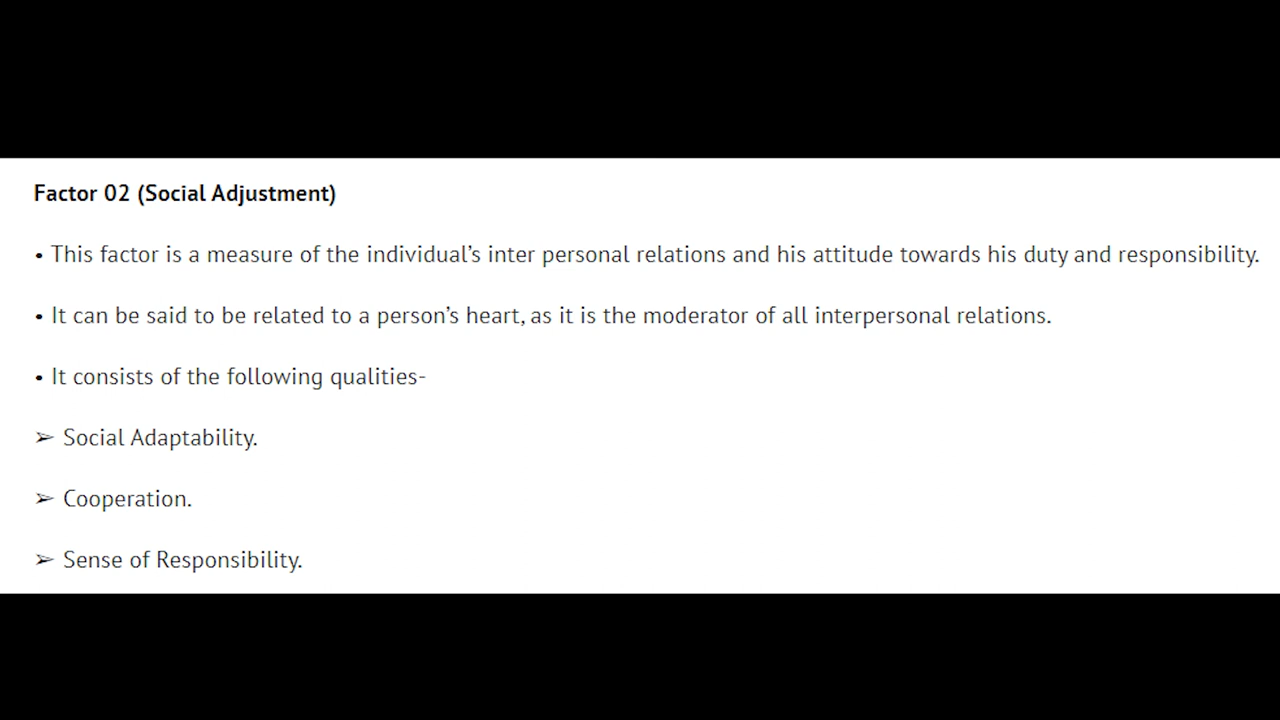 Factor 02 (Social Adjustment)
• This factor is a measure of the individual’s inter personal relations and his attitude towards his duty and responsibility.
• It can be said to be related to a person’s heart, as it is the moderator of all interpersonal relations.
• It consists of the following qualities-
➢ Social Adaptability.
➢ Cooperation.
➢ Sense of Responsibility.